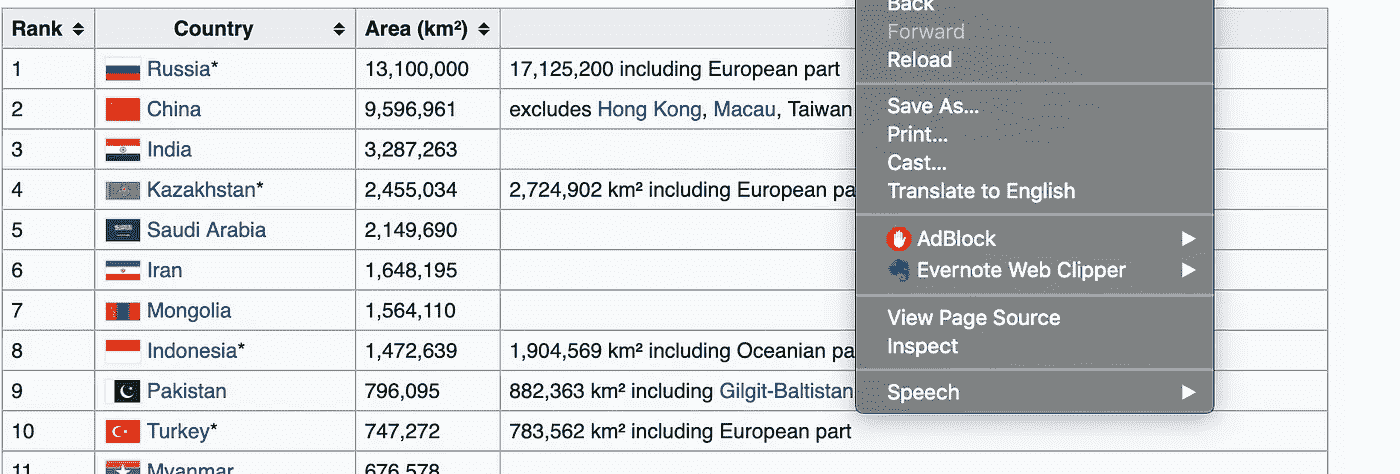 Rank Country Area (km²)
1 Russia* 13,100,000 17,125,200 including European part
2 China 9,596,961 excludes Hong Kong, Macau, Taiwan
3 India 3,287,263
4 Kazakhstan* 2,455,034 2,724,902 km² including European pa
5 Saudi Arabia 2,149,690
6 Iran 1,648,195
7 Mongolia 1,564,110
8 Indonesia* 1,472,639 1,904,569 km² including Oceanian pa
9 Pakistan 796,095 882,363 km² including Gilgit-Baltistan
10 Turkey* 747,272 783,562 km² including European part
11 Myanmar 676,578
Back
Forward
Reload
Save As...
Print...
Cast...
Translate to English
AdBlock
Evernote Web Clipper
View Page Source
Inspect
Speech